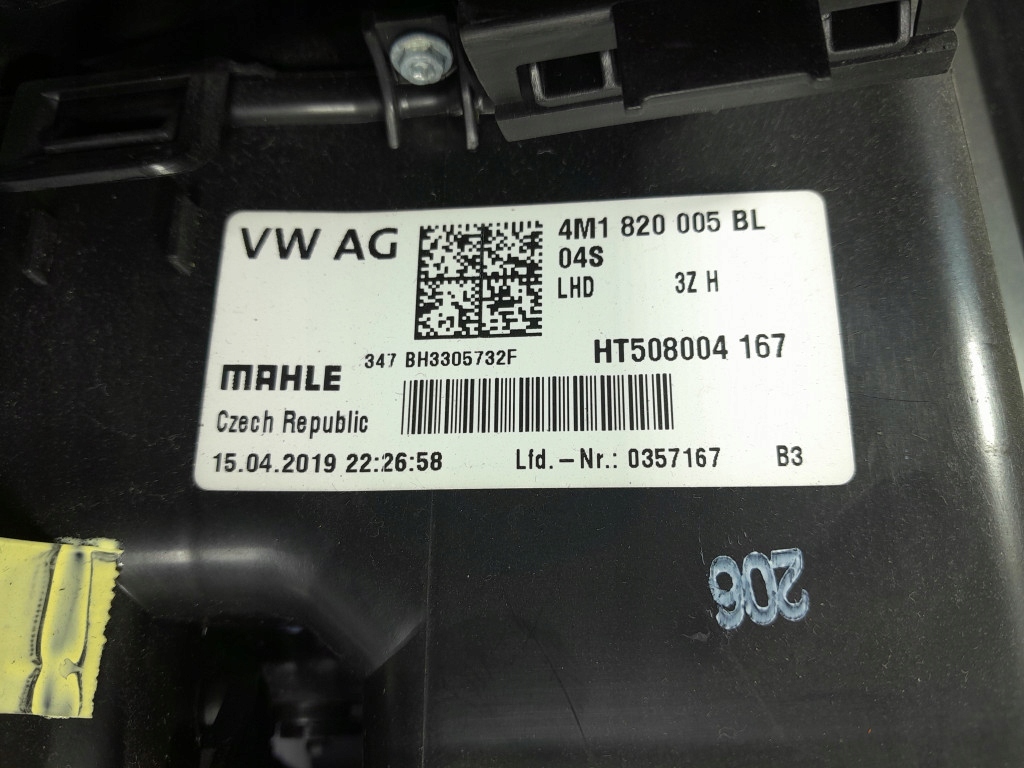 VW AG
4M1 820 005 BL
04S
LHD 3Z H
347 BH3305732F
HT508004 167
MAHLE
Czech Republic
15.04.2019 22:26:58 Lfd.-Nr.: 0357167 B3
206